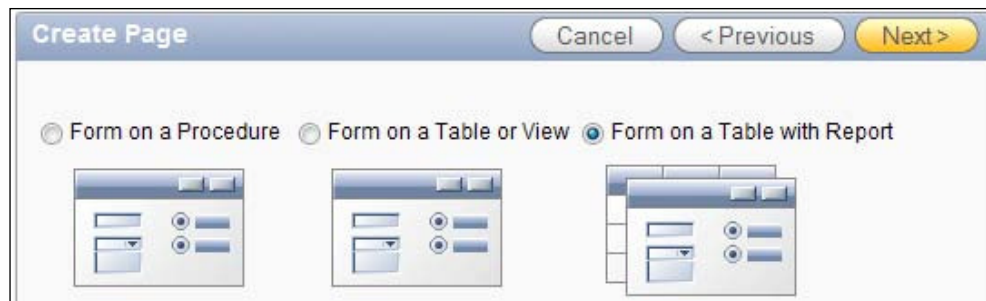 Create Page
Cancel
< Previous
Next >
Form on a Procedure
Form on a Table or View
Form on a Table with Report